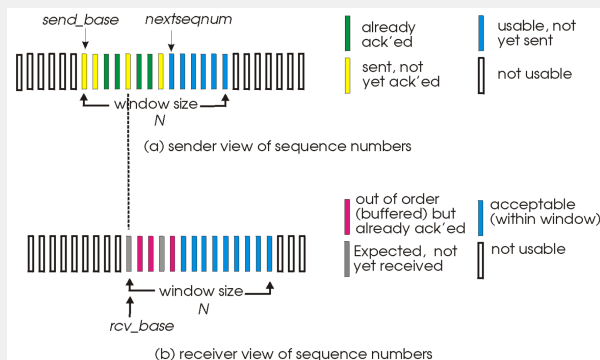 send_base
nextseqnum
already
ack'ed
usable, not
yet sent
sent, not
yet ack'ed
not usable
window size
N
(a) sender view of sequence numbers
out of order
(buffered) but
already ack'ed
acceptable
(within window)
Expected, not
yet received
not usable
window size
N
rcv_base
(b) receiver view of sequence numbers